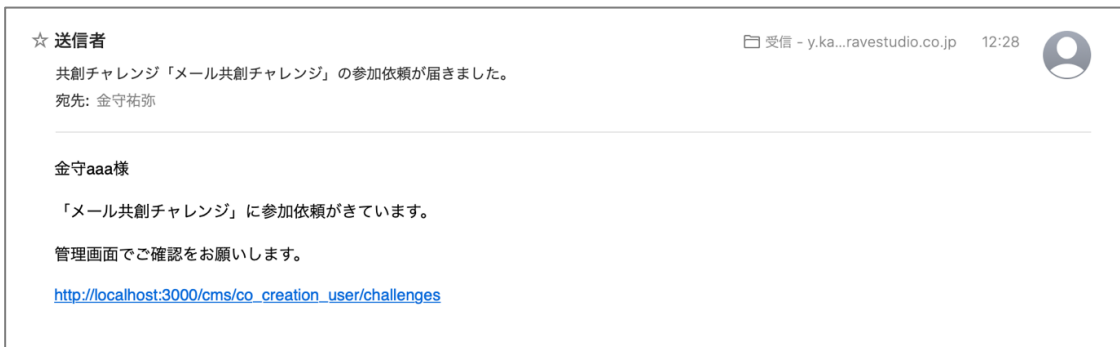 ☆ 送信者
受信 - y.ka...ravestudio.co.jp 12:28
共創チャレンジ「メール共創チャレンジ」の参加依頼が届きました。
宛先: 金守祐弥
金守aaa様
「メール共創チャレンジ」に参加依頼がきています。
管理画面でご確認をお願いします。
http://localhost:3000/cms/co_creation_user/challenges